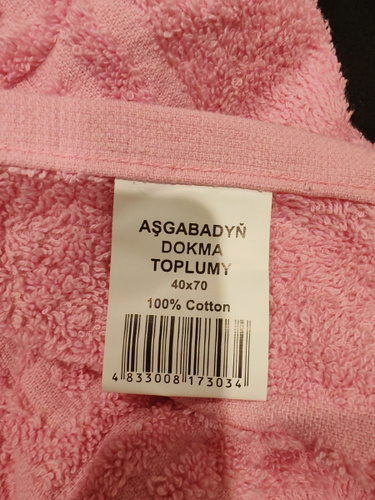 AŞGABADYŇ
DOKMA
TOPLUMY
40x70
100% Cotton
4 833008 173034